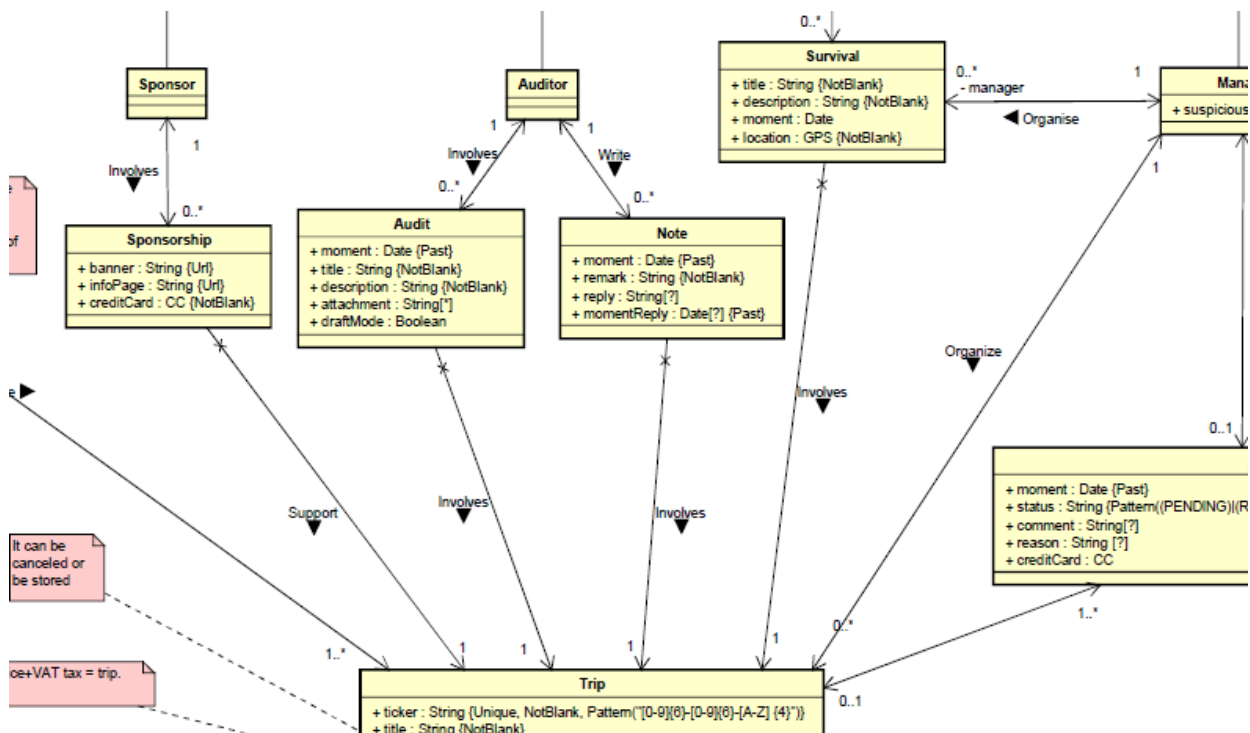 0..*
Sponsor
Auditor
Survival
+ title : String {NotBlank}
+ description : String {NotBlank}
+ moment : Date
+ location : GPS {NotBlank}
0..*
- manager
1
Organise
Mana
+ suspicious
1
Involves
0..*
1
Involves
0..*
1
Write
0..*
1
Sponsorship
+ banner : String {Url}
+ infoPage : String {Url}
+ creditCard : CC {NotBlank}
Audit
+ moment : Date {Past}
+ title : String {NotBlank}
+ description : String {NotBlank}
+ attachment : String[*]
+ draftMode : Boolean
Note
+ moment : Date {Past}
+ remark : String {NotBlank}
+ reply : String[?]
+ momentReply : Date[?] {Past}
e
of
e
Involves
Organize
0..1
+ moment : Date {Past}
+ status : String {Pattern((PENDING)|(R
+ comment : String[?]
+ reason : String [?]
+ creditCard : CC
Support
Involves
Involves
It can be
canceled or
be stored
1..*
0..*
1..*
1
1
1
1
0..1
ce+VAT tax = trip.
Trip
+ ticker : String {Unique, NotBlank, Pattern("[0-9]{6}-[0-9]{6}-[A-Z] {4}")}
+ title : String {NotBlank}